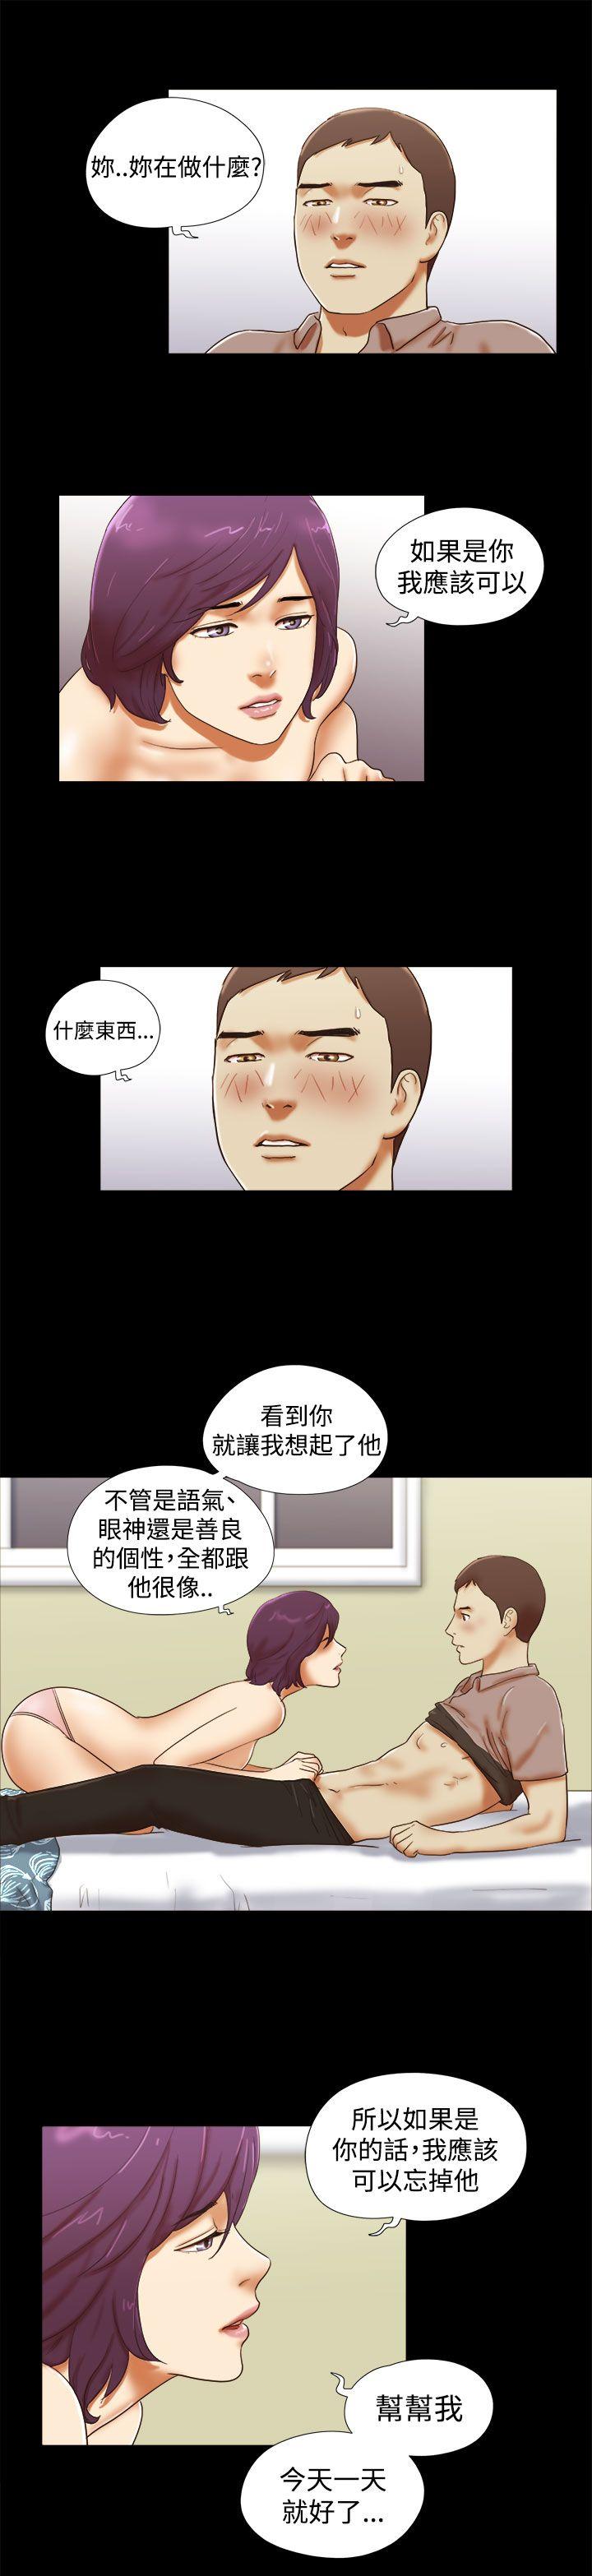 妳..妳在做什麼?
如果是你
我應該可以
什麼東西...
看到你
就讓我想起了他
不管是語氣、
眼神還是善良
的個性,全都跟
他很像..
所以如果是
你的話,我應該
可以忘掉他
幫幫我
今天一天
就好了...